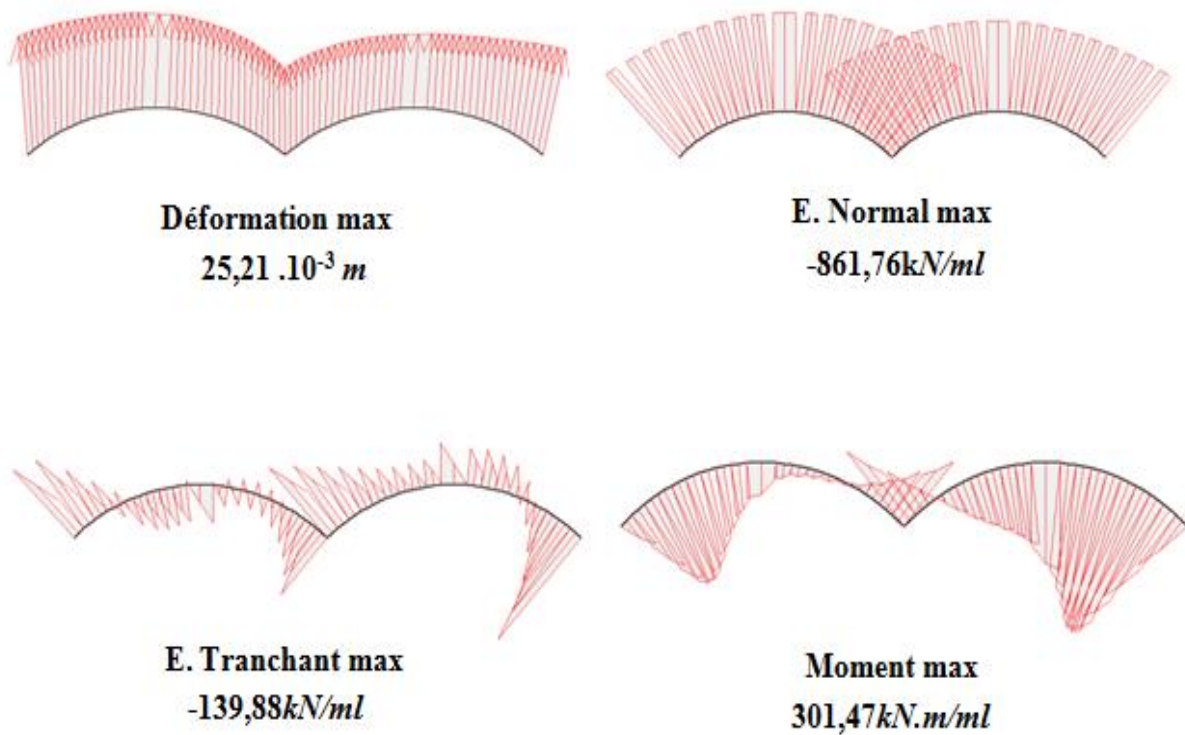 Déformation max
25,21 .10⁻³ m
E. Normal max
-861,76kN/ml
E. Tranchant max
-139,88kN/ml
Moment max
301,47kN.m/ml